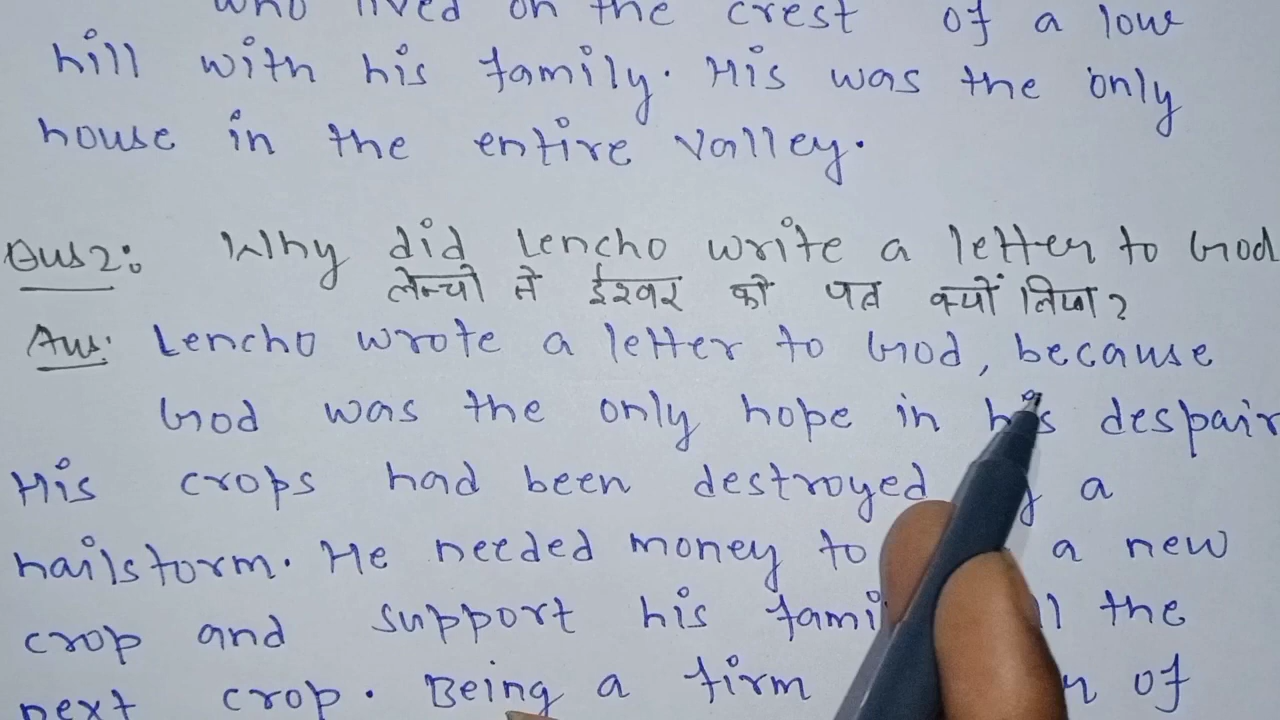 who lived on the crest of a low
hill with his family. His was the only
house in the entire valley.
Qus 2: Why did Lencho write a letter to God
लेन्चो ने ईश्वर को पत्र क्यों लिखा?
Ans: Lencho wrote a letter to God, because
God was the only hope in his despair
His crops had been destroyed a
hailstorm. He needed money to a new
crop and support his the
next crop. Being a firm of